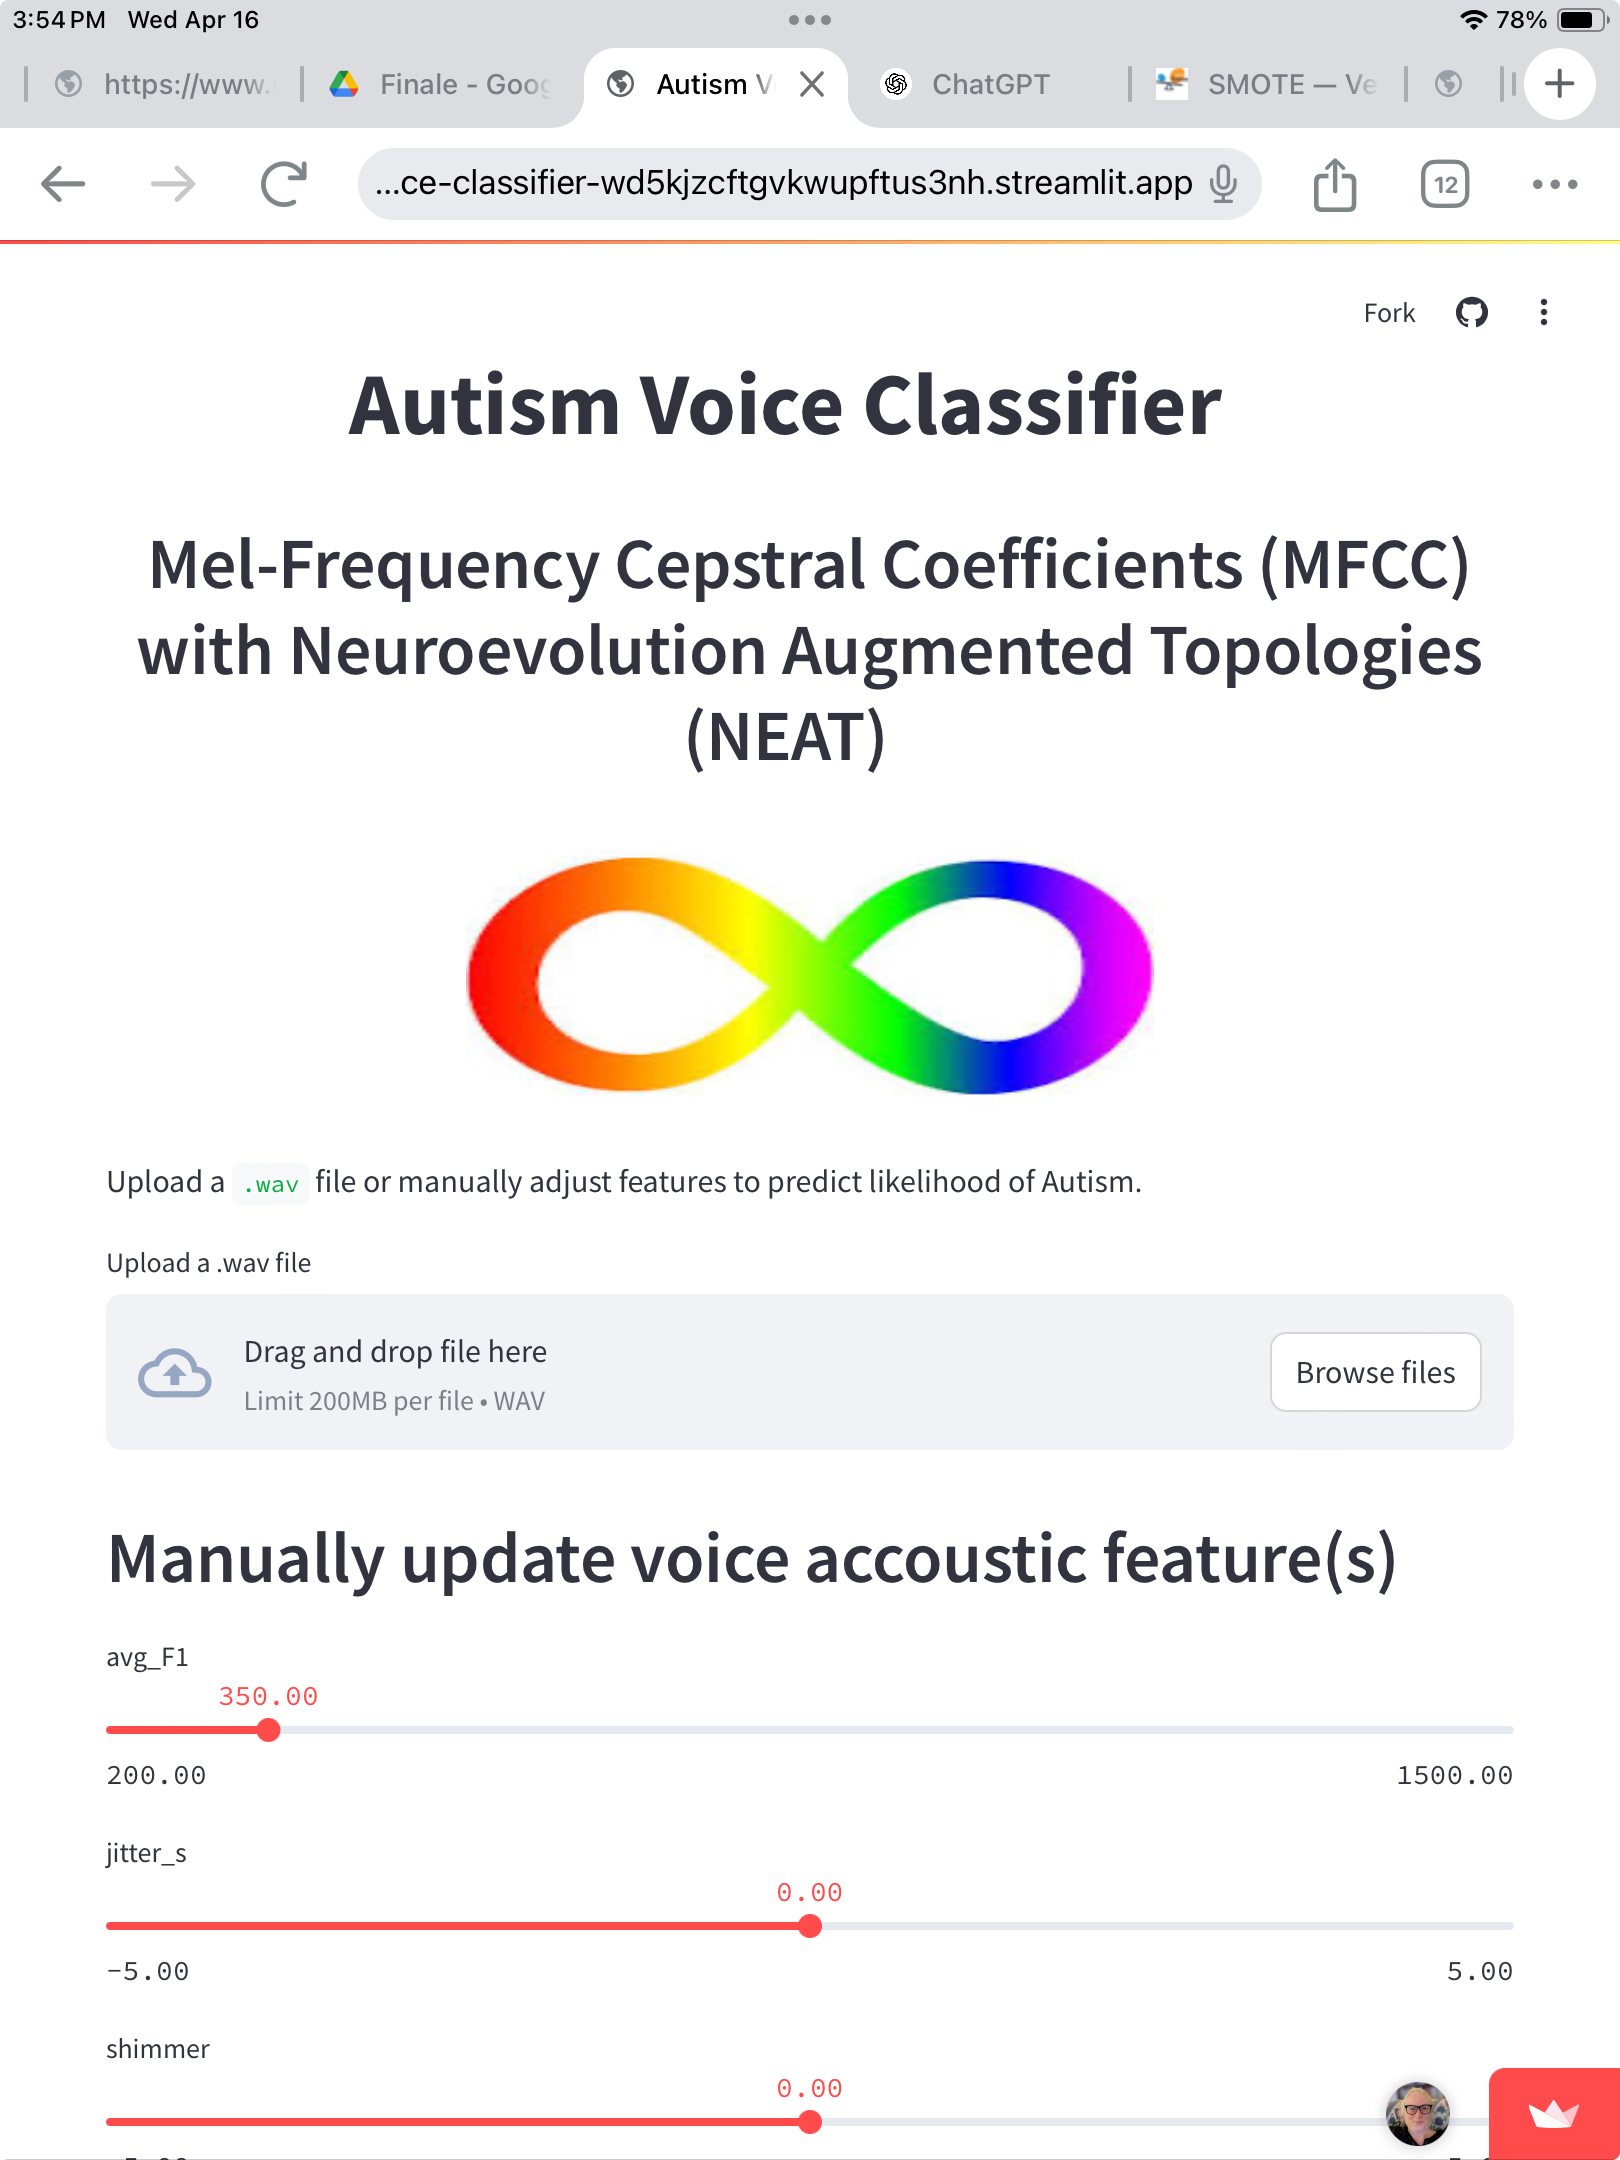 3:54 PM Wed Apr 16
78%
https://www.
Finale - Goog
Autism V
ChatGPT
SMOTE — Ve
...ce-classifier-wd5kjzcftgvkwupftus3nh.streamlit.app
12
Fork
Autism Voice Classifier
Mel-Frequency Cepstral Coefficients (MFCC)
with Neuroevolution Augmented Topologies
(NEAT)
Upload a .wav file or manually adjust features to predict likelihood of Autism.
Upload a .wav file
Drag and drop file here
Limit 200MB per file • WAV
Browse files
Manually update voice accoustic feature(s)
avg_F1
350.00
200.00 1500.00
jitter_s
0.00
-5.00 5.00
shimmer
0.00